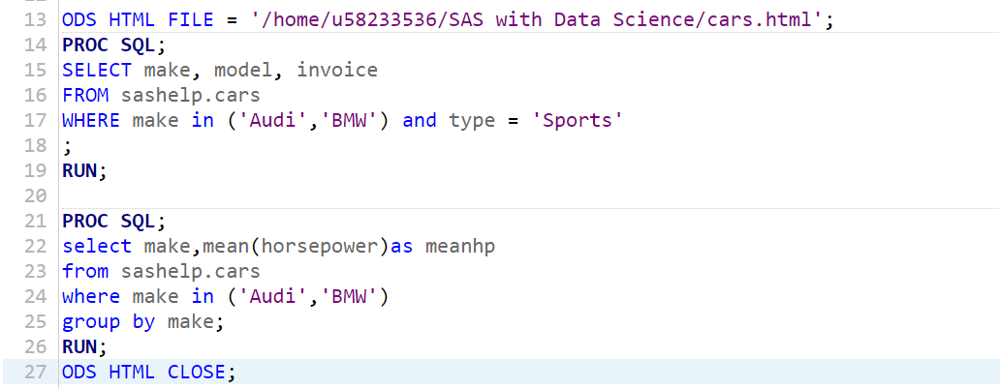 13 ODS HTML FILE = '/home/u58233536/SAS with Data Science/cars.html';
14 PROC SQL;
15 SELECT make, model, invoice
16 FROM sashelp.cars
17 WHERE make in ('Audi','BMW') and type = 'Sports'
18 ;
19 RUN;
20
21 PROC SQL;
22 select make,mean(horsepower)as meanhp
23 from sashelp.cars
24 where make in ('Audi','BMW')
25 group by make;
26 RUN;
27 ODS HTML CLOSE;